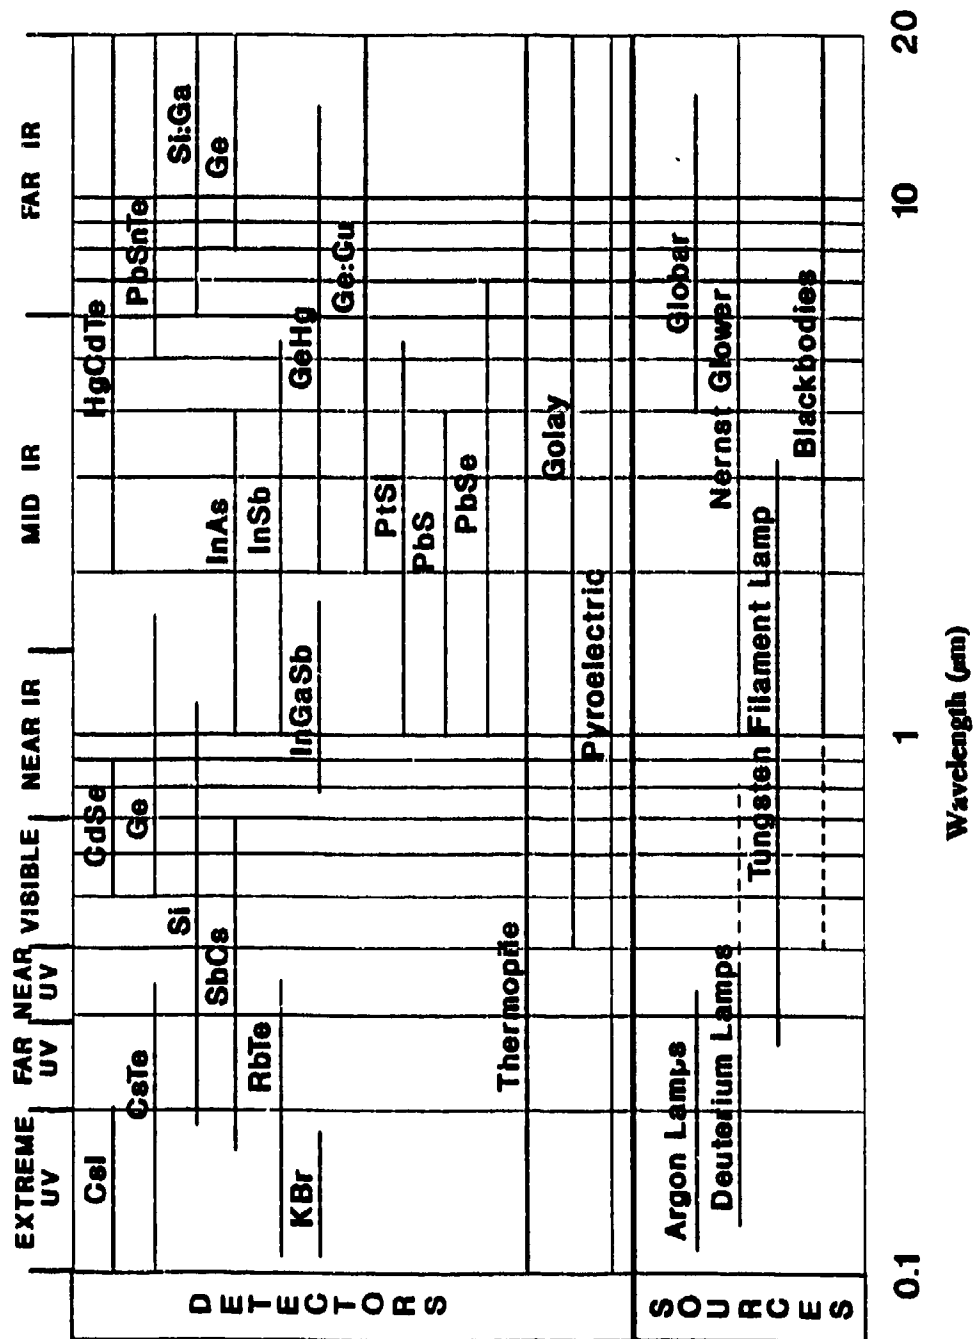 EXTREME UV
FAR UV
NEAR UV
VISIBLE
NEAR IR
MID IR
FAR IR
DETECTORS
CsI
CdSe
HgCdTe
CsTe
Ge
PbSnTe
Si
Si:Ga
SbCs
InAs
Ge
RbTe
InSb
KBr
InGaSb
GeHg
Ge:Cu
PtSi
PbS
PbSe
Thermopile
Golay
Pyroelectric
SOURCES
Argon Lamps
Globar
Deuterium Lamps
Nernst Glower
Tungsten Filament Lamp
Blackbodies
0.1
1
10
20
Wavelength (μm)